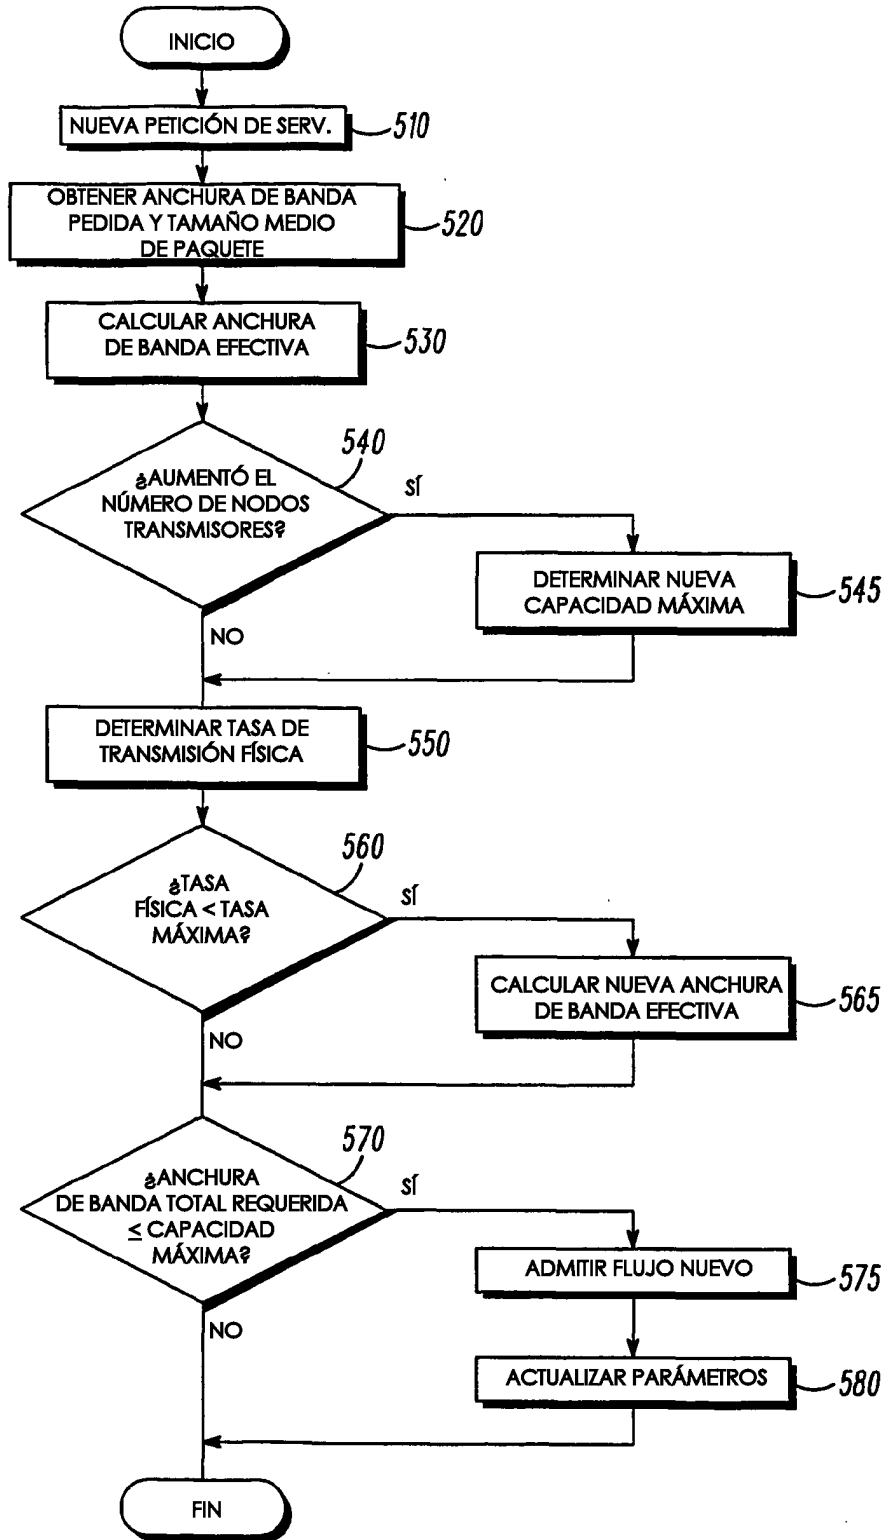 INICIO
NUEVA PETICIÓN DE SERV.
510
OBTENER ANCHURA DE BANDA
PEDIDA Y TAMAÑO MEDIO
DE PAQUETE
520
CALCULAR ANCHURA
DE BANDA EFECTIVA
530
540
¿AUMENTÓ EL
NÚMERO DE NODOS
TRANSMISORES?
SÍ
DETERMINAR NUEVA
CAPACIDAD MÁXIMA
545
NO
DETERMINAR TASA DE
TRANSMISIÓN FÍSICA
550
560
¿TASA
FÍSICA < TASA
MÁXIMA?
SÍ
CALCULAR NUEVA ANCHURA
DE BANDA EFECTIVA
565
NO
570
¿ANCHURA
DE BANDA TOTAL REQUERIDA
≤ CAPACIDAD
MÁXIMA?
SÍ
ADMITIR FLUJO NUEVO
575
NO
ACTUALIZAR PARÁMETROS
580
FIN